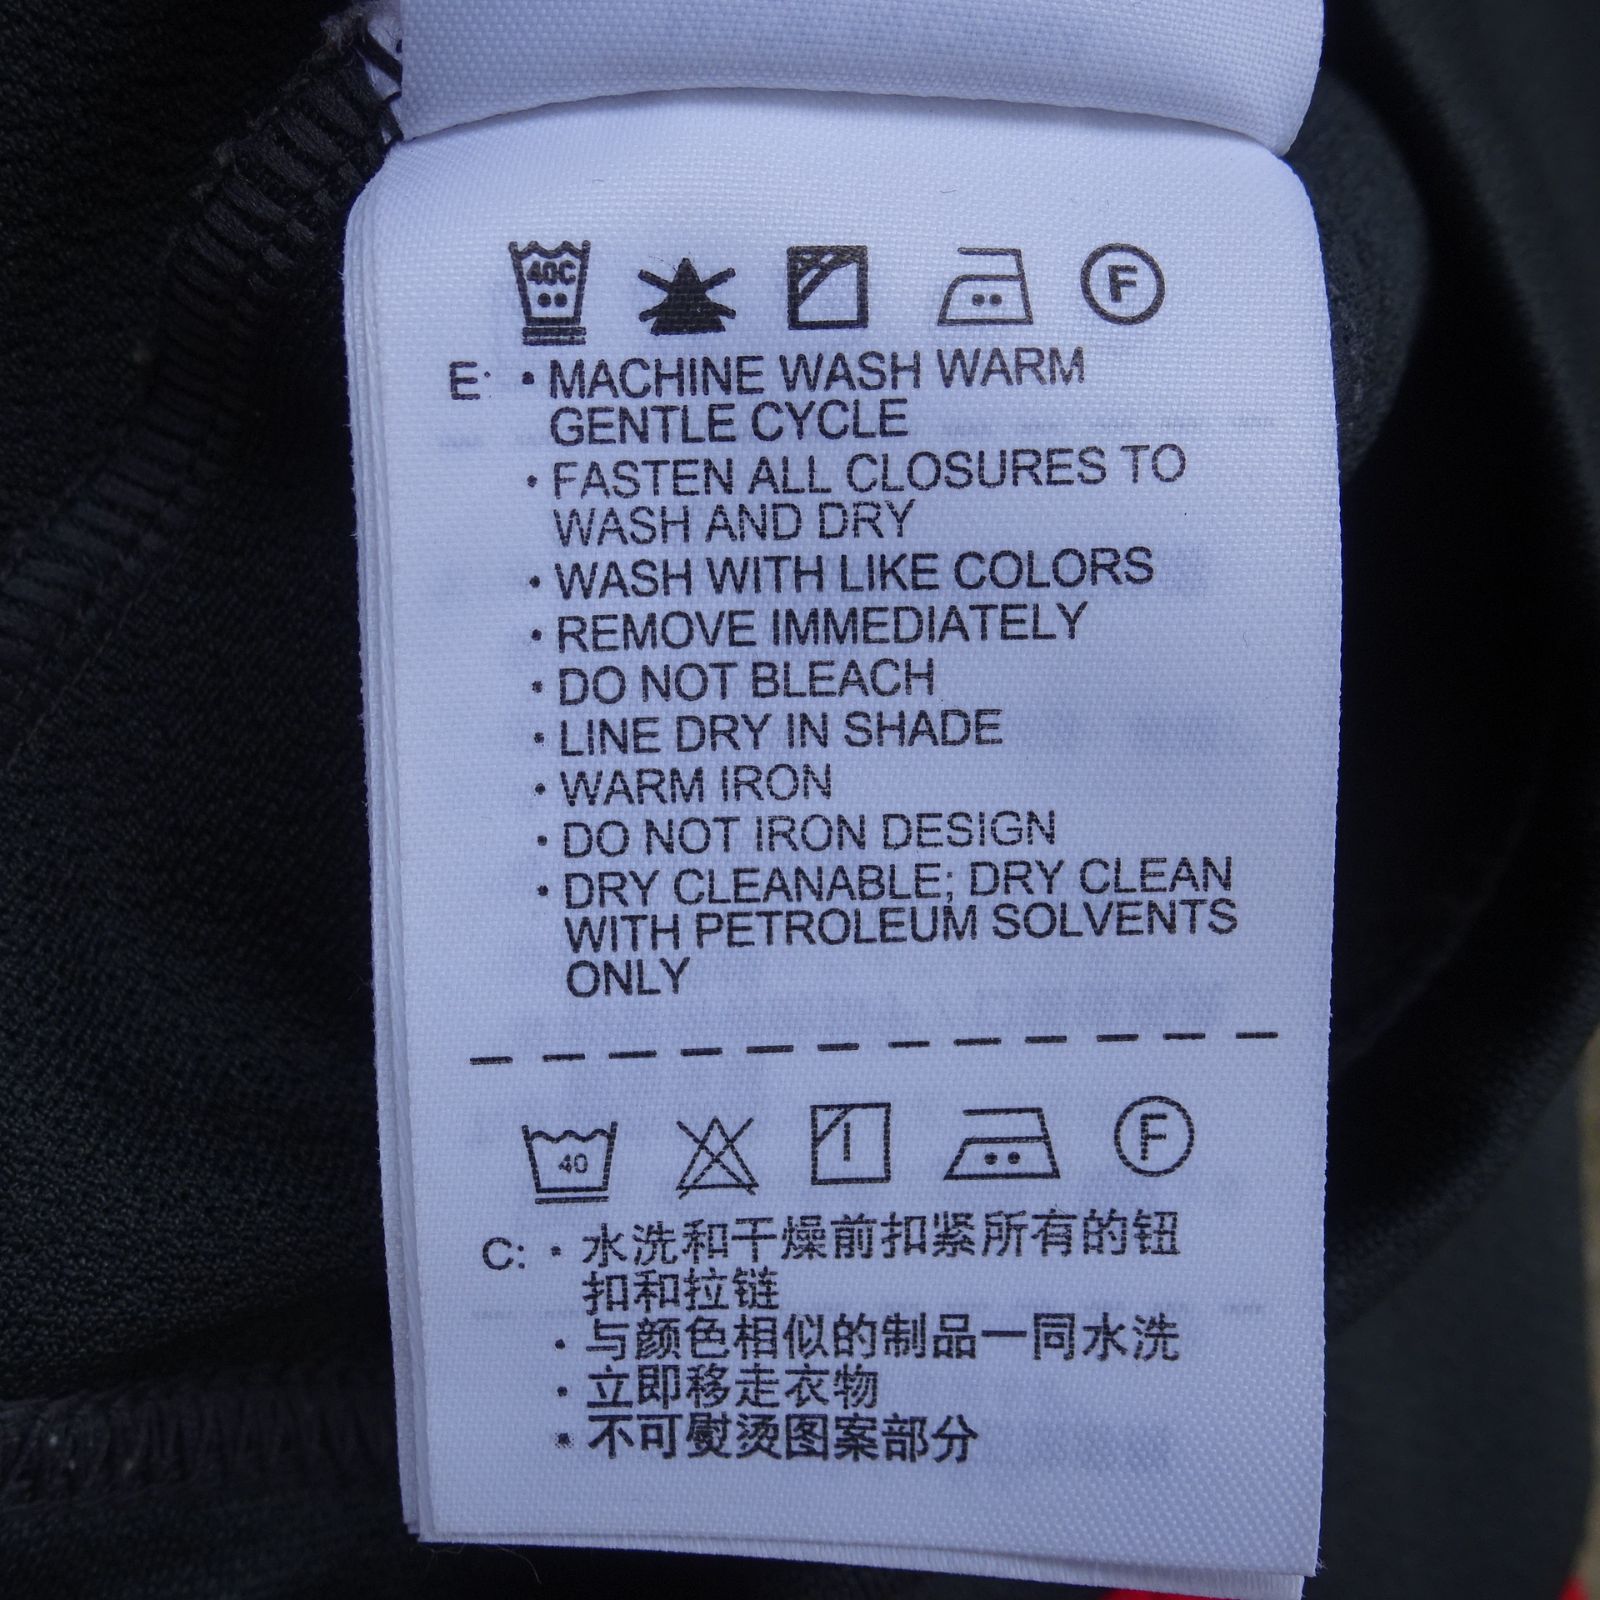 40C
F
E: • MACHINE WASH WARM
GENTLE CYCLE
• FASTEN ALL CLOSURES TO
WASH AND DRY
• WASH WITH LIKE COLORS
• REMOVE IMMEDIATELY
• DO NOT BLEACH
• LINE DRY IN SHADE
• WARM IRON
• DO NOT IRON DESIGN
• DRY CLEANABLE; DRY CLEAN
WITH PETROLEUM SOLVENTS
ONLY
40
F
C: • 水洗和干燥前扣紧所有的钮
扣和拉链
• 与颜色相似的制品一同水洗
• 立即移走衣物
• 不可熨烫图案部分